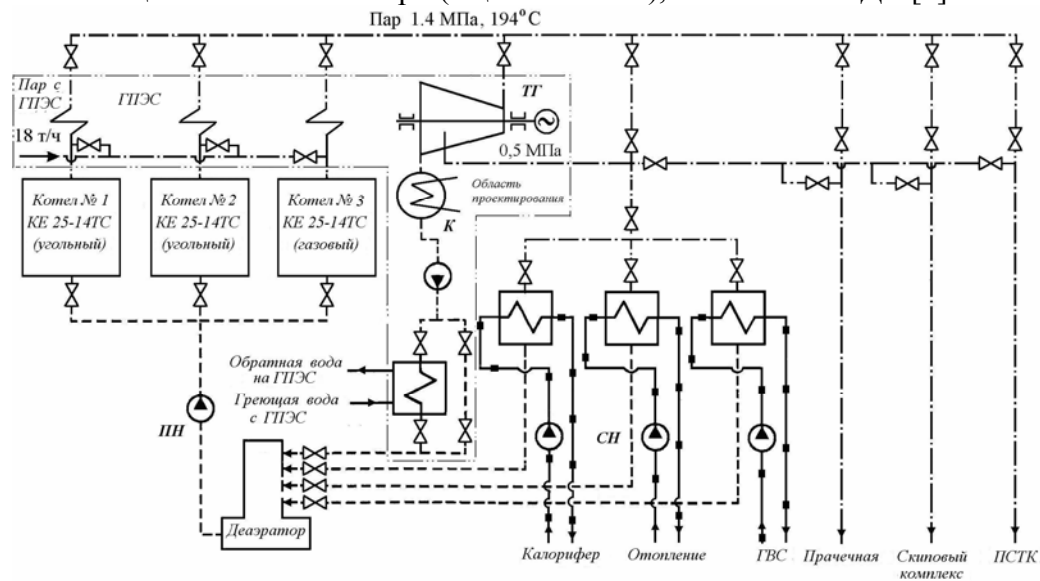 Пар 1.4 МПа, 194°С
Пар с
ГПЭС
ГПЭС
18 т/ч
ТГ
0,5 МПа
Область
проектирования
К
Котел № 1
КЕ 25-14ТС
(угольный)
Котел № 2
КЕ 25-14ТС
(угольный)
Котел № 3
КЕ 25-14ТС
(газовый)
Обратная вода
на ГПЭС
Греющая вода
с ГПЭС
ПН
СН
Деаэратор
Калорифер
Отопление
ГВС
Прачечная
Скиповый
комплекс
ПСТК